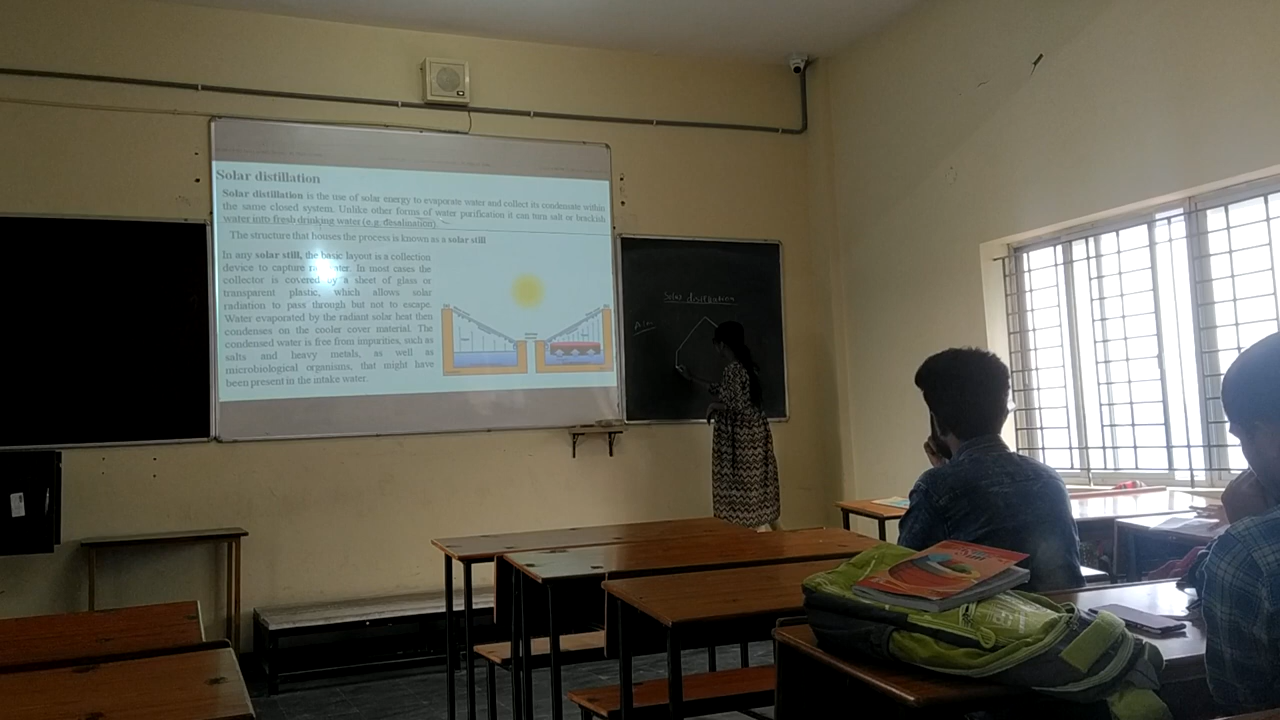 Solar distillation
Solar distillation is the use of solar energy to evaporate water and collect its condensate within
the same closed system. Unlike other forms of water purification it can turn salt or brackish
water into fresh drinking water (e.g. desalination).
The structure that houses the process is known as a solar still
In any solar still, the basic layout is a collection
device to capture water. In most cases the
collector is covered by a sheet of glass or
transparent plastic, which allows solar
radiation to pass through but not to escape.
Water evaporated by the radiant solar heat then
condenses on the cooler cover material. The
condensed water is free from impurities, such as
salts and heavy metals, as well as
microbiological organisms, that might have
been present in the intake water.
Solar distillation
Aim